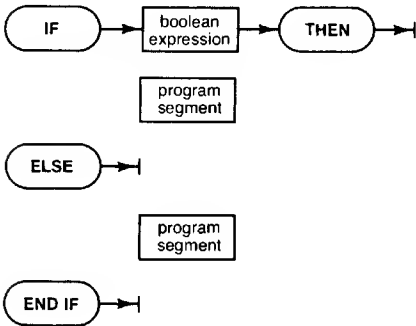 IF boolean expression THEN
program segment
ELSE
program segment
END IF